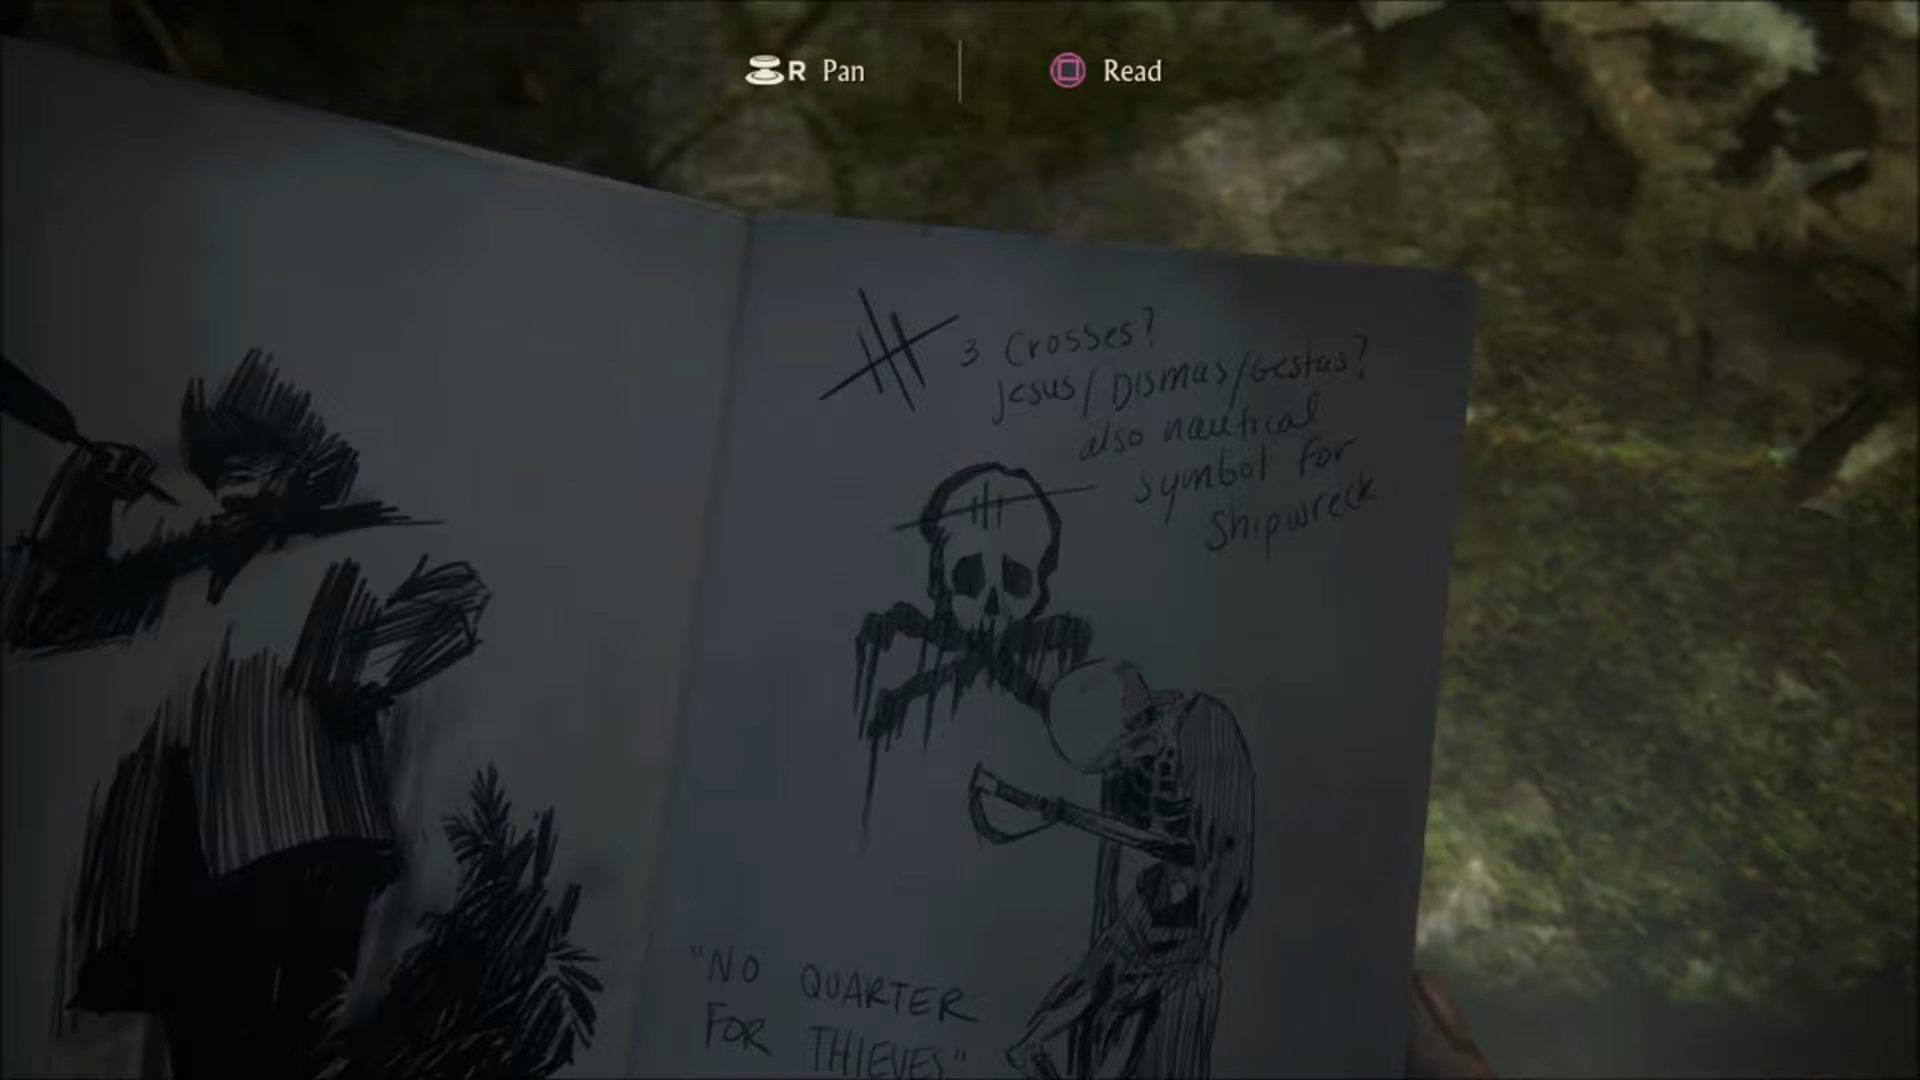 R Pan
Read
3 Crosses?
Jesus/Dismas/Gestas?
also nautical
symbol for
Shipwreck
"NO QUARTER
FOR THIEVES"